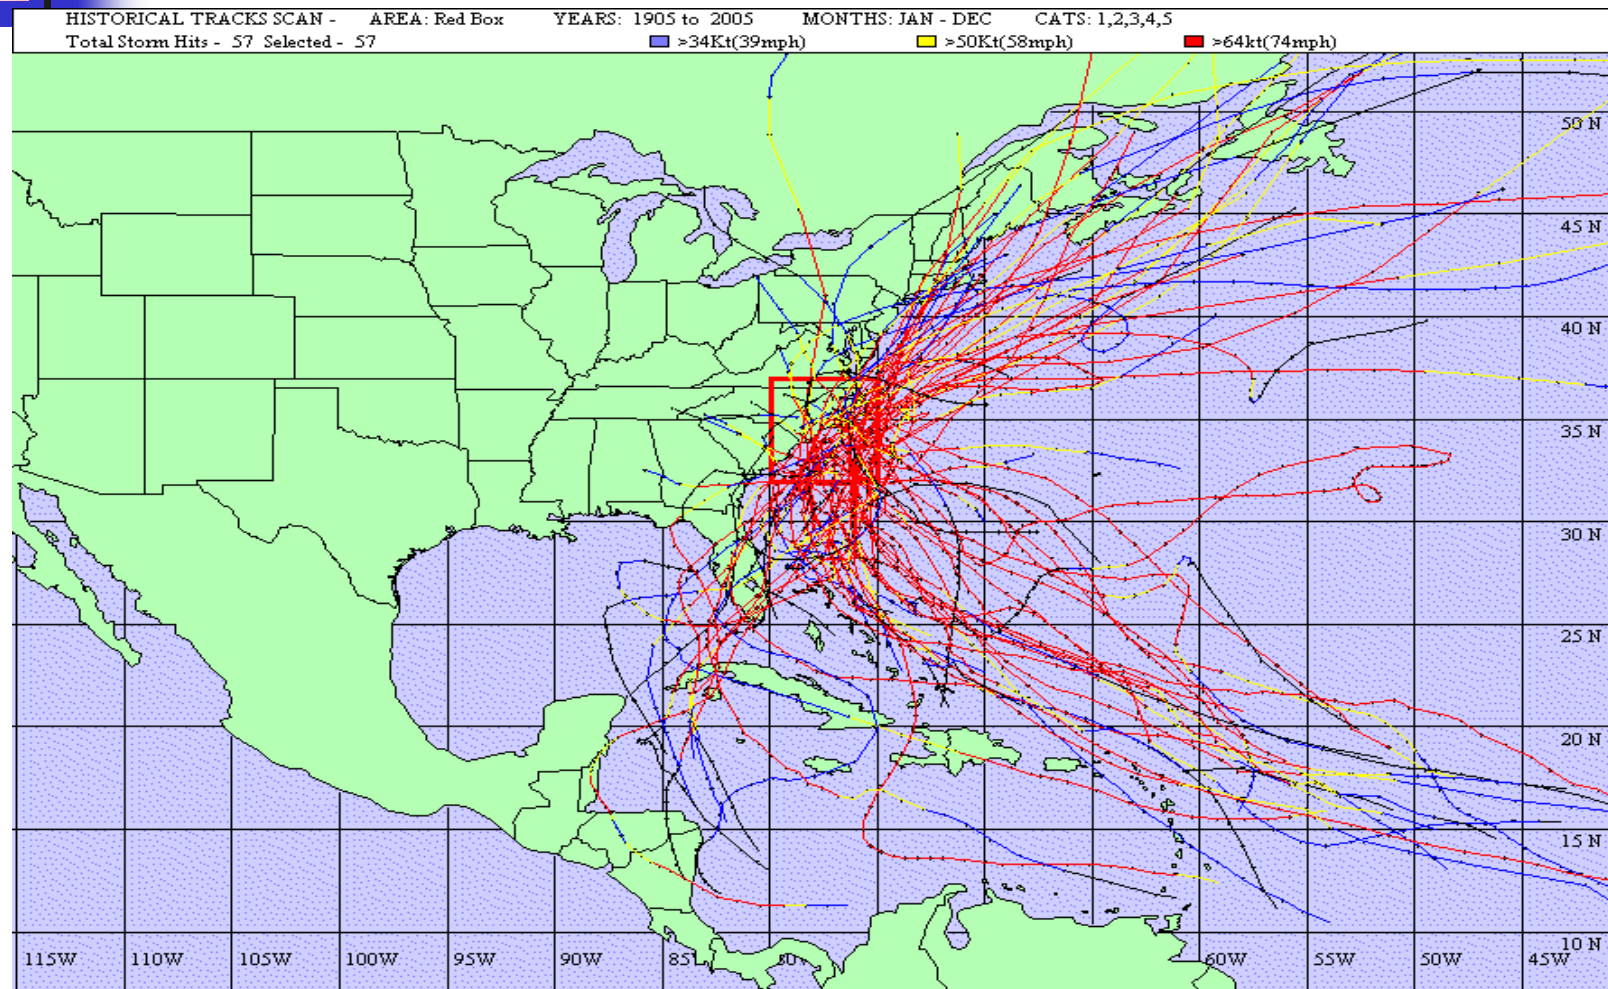 HISTORICAL TRACKS SCAN - AREA: Red Box YEARS: 1905 to 2005 MONTHS: JAN - DEC CATS: 1,2,3,4,5
Total Storm Hits - 57 Selected - 57 >34Kt(39mph) >50Kt(58mph) >64kt(74mph)
50 N
45 N
40 N
35 N
30 N
25 N
20 N
15 N
10 N
115W 110W 105W 100W 95W 90W 60W 55W 50W 45W